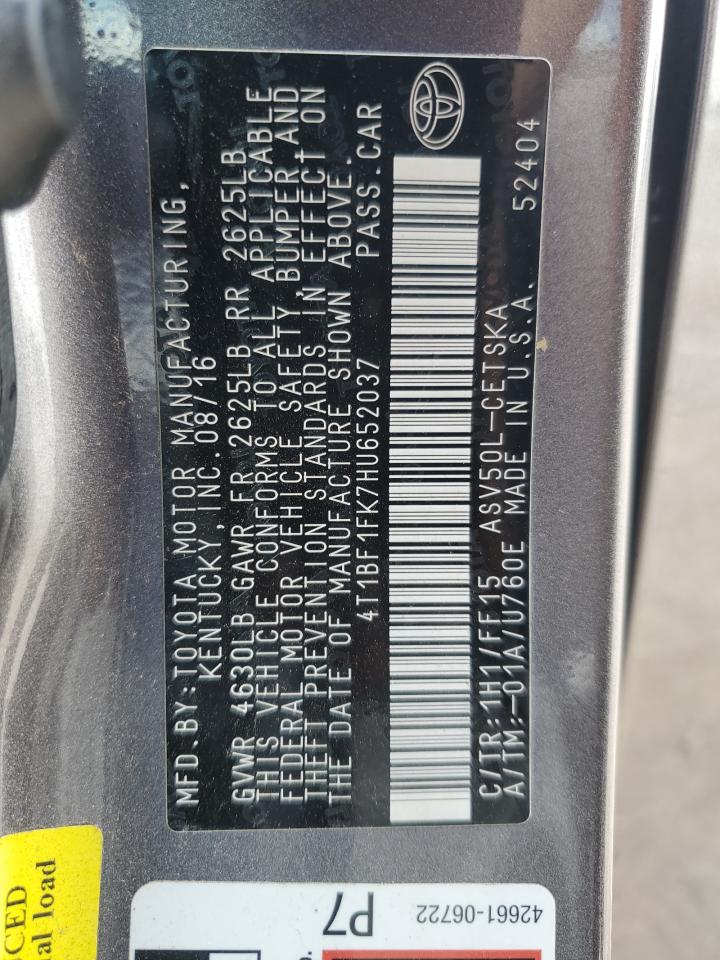 MFD.BY:TOYOTA MOTOR MANUFACTURING,
KENTUCKY,INC.08/16
GVWR 4630LB GAWR FR 2625LB RR 2625LB
THIS VEHICLE CONFORMS TO ALL APPLICABLE
FEDERAL MOTOR VEHICLE SAFETY,BUMPER,AND
THEFT PREVENTION STANDARDS IN EFFECT ON
THE DATE OF MANUFACTURE SHOWN ABOVE.
4T1BF1FK7HU652037 PASS.CAR
C/TR:1H1/FF15 ASV50L-CETSKA
A/TM:-01A/U760E MADE IN U.S.A. 52404
CED
al load
P7
42661-06722